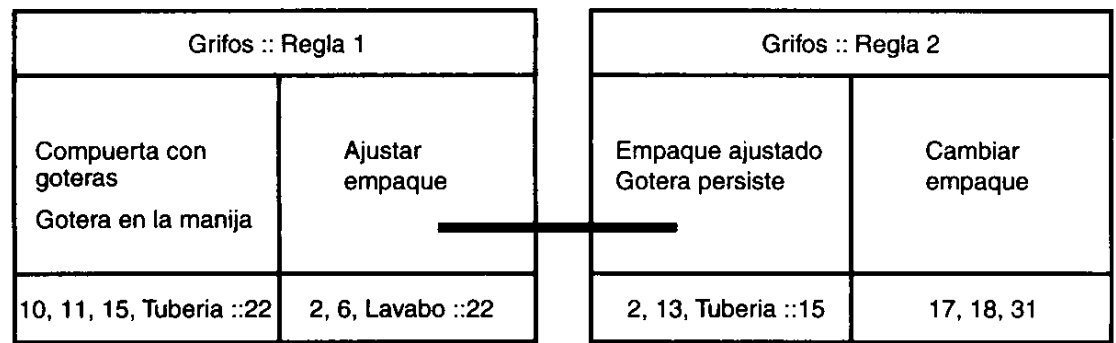 Grifos :: Regla 1
Compuerta con
goteras
Gotera en la manija
Ajustar
empaque
10, 11, 15, Tuberia ::22
2, 6, Lavabo ::22
Grifos :: Regla 2
Empaque ajustado
Gotera persiste
Cambiar
empaque
2, 13, Tuberia ::15
17, 18, 31